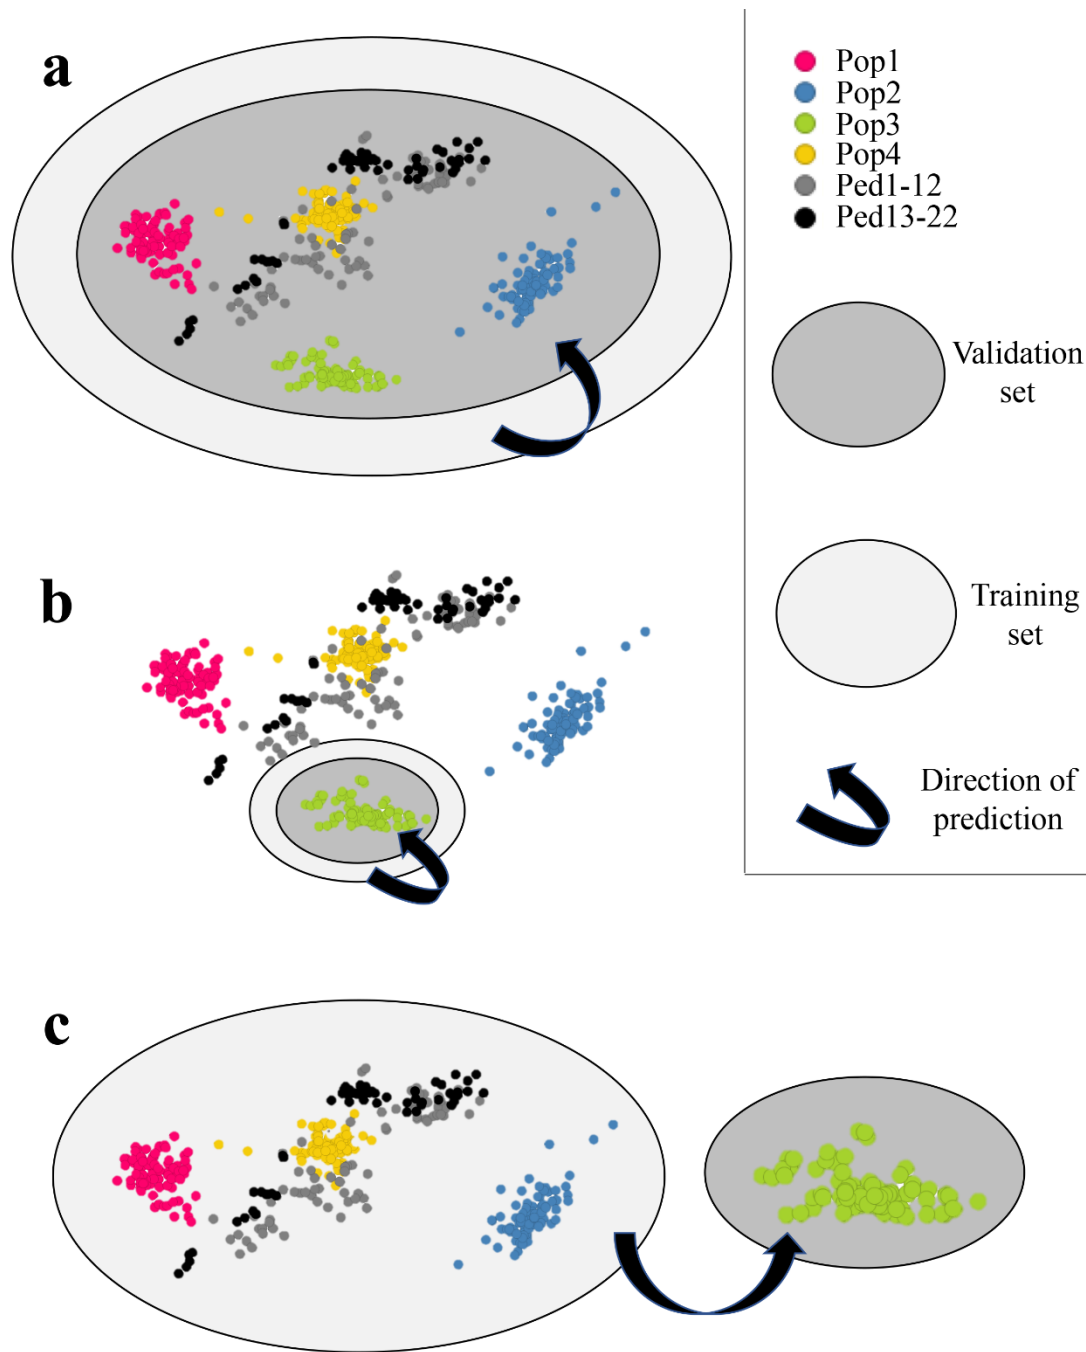 a
Pop1
Pop2
Pop3
Pop4
Ped1-12
Ped13-22
Validation
set
Training
set
Direction of
prediction
b
c